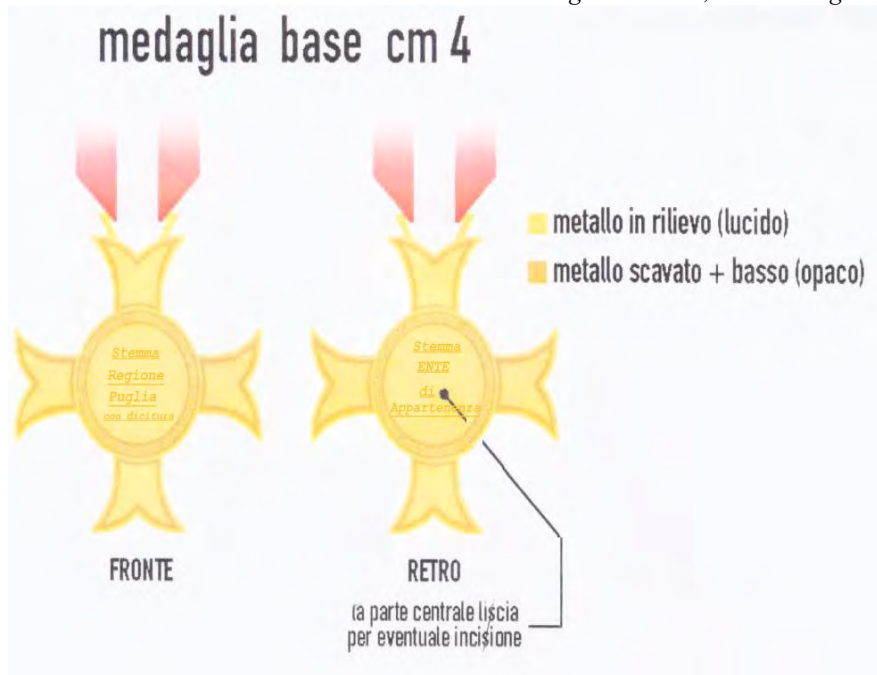 medaglia base cm 4
metallo in rilievo (lucido)
metallo scavato + basso (opaco)
Stemma
Regione
Puglia
con dicitura
Stemma
ENTE
di
Appartenenza
FRONTE
RETRO
(a parte centrale liscia
per eventuale incisione